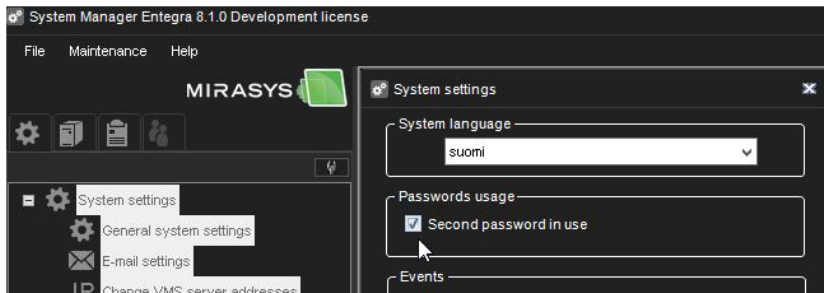 System Manager Entegra 8.1.0 Development license
File Maintenance Help
MIRASYS
System settings
General system settings
E-mail settings
IP Change VMS server addresses
System settings
System language
suomi
Passwords usage
Second password in use
Events